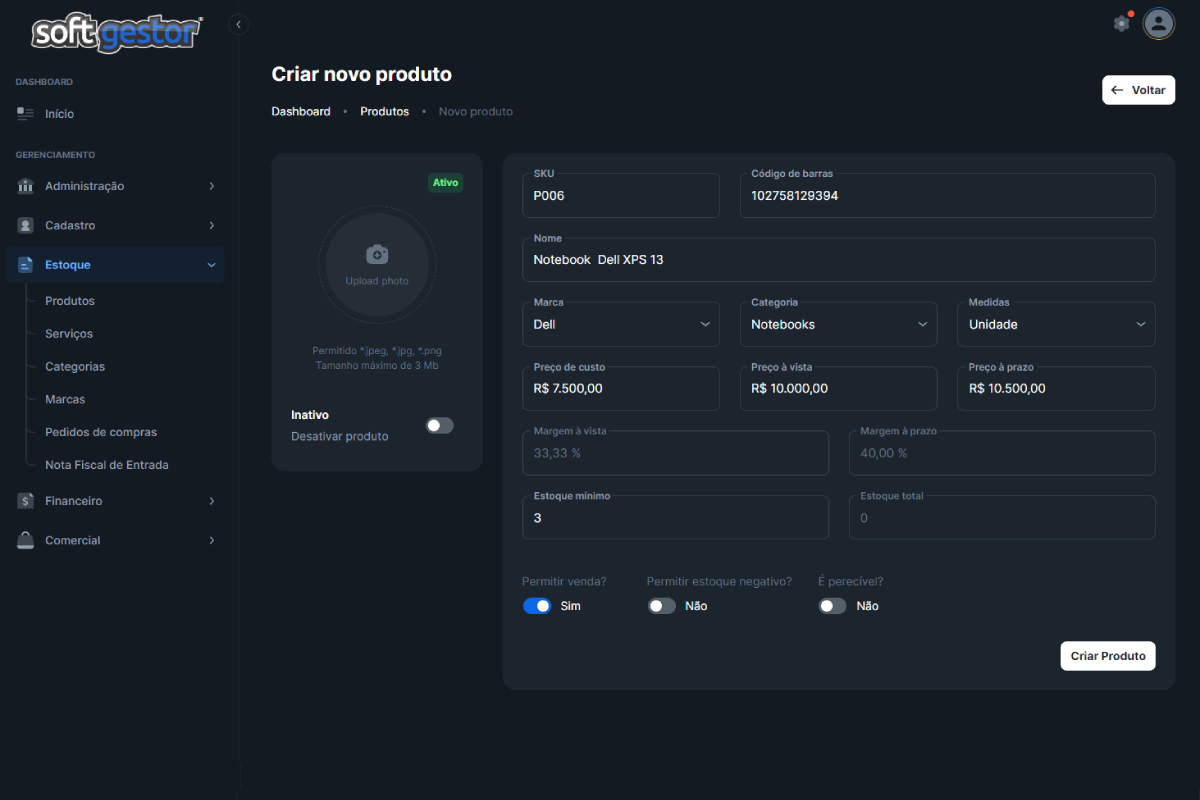 softgestor
DASHBOARD
Início
GERENCIAMENTO
Administração
Cadastro
Estoque
Produtos
Serviços
Categorias
Marcas
Pedidos de compras
Nota Fiscal de Entrada
Financeiro
Comercial
Criar novo produto
Dashboard • Produtos • Novo produto
Voltar
Ativo
Upload photo
Permitido *.jpeg, *.jpg, *.png
Tamanho máximo de 3 Mb
Inativo
Desativar produto
SKU
P006
Código de barras
102758129394
Nome
Notebook  Dell XPS 13
Marca
Dell
Categoria
Notebooks
Medidas
Unidade
Preço de custo
R$ 7.500,00
Preço à vista
R$ 10.000,00
Preço à prazo
R$ 10.500,00
Margem à vista
33,33 %
Margem à prazo
40,00 %
Estoque mínimo
3
Estoque total
0
Permitir venda?
Sim
Permitir estoque negativo?
Não
É perecível?
Não
Criar Produto